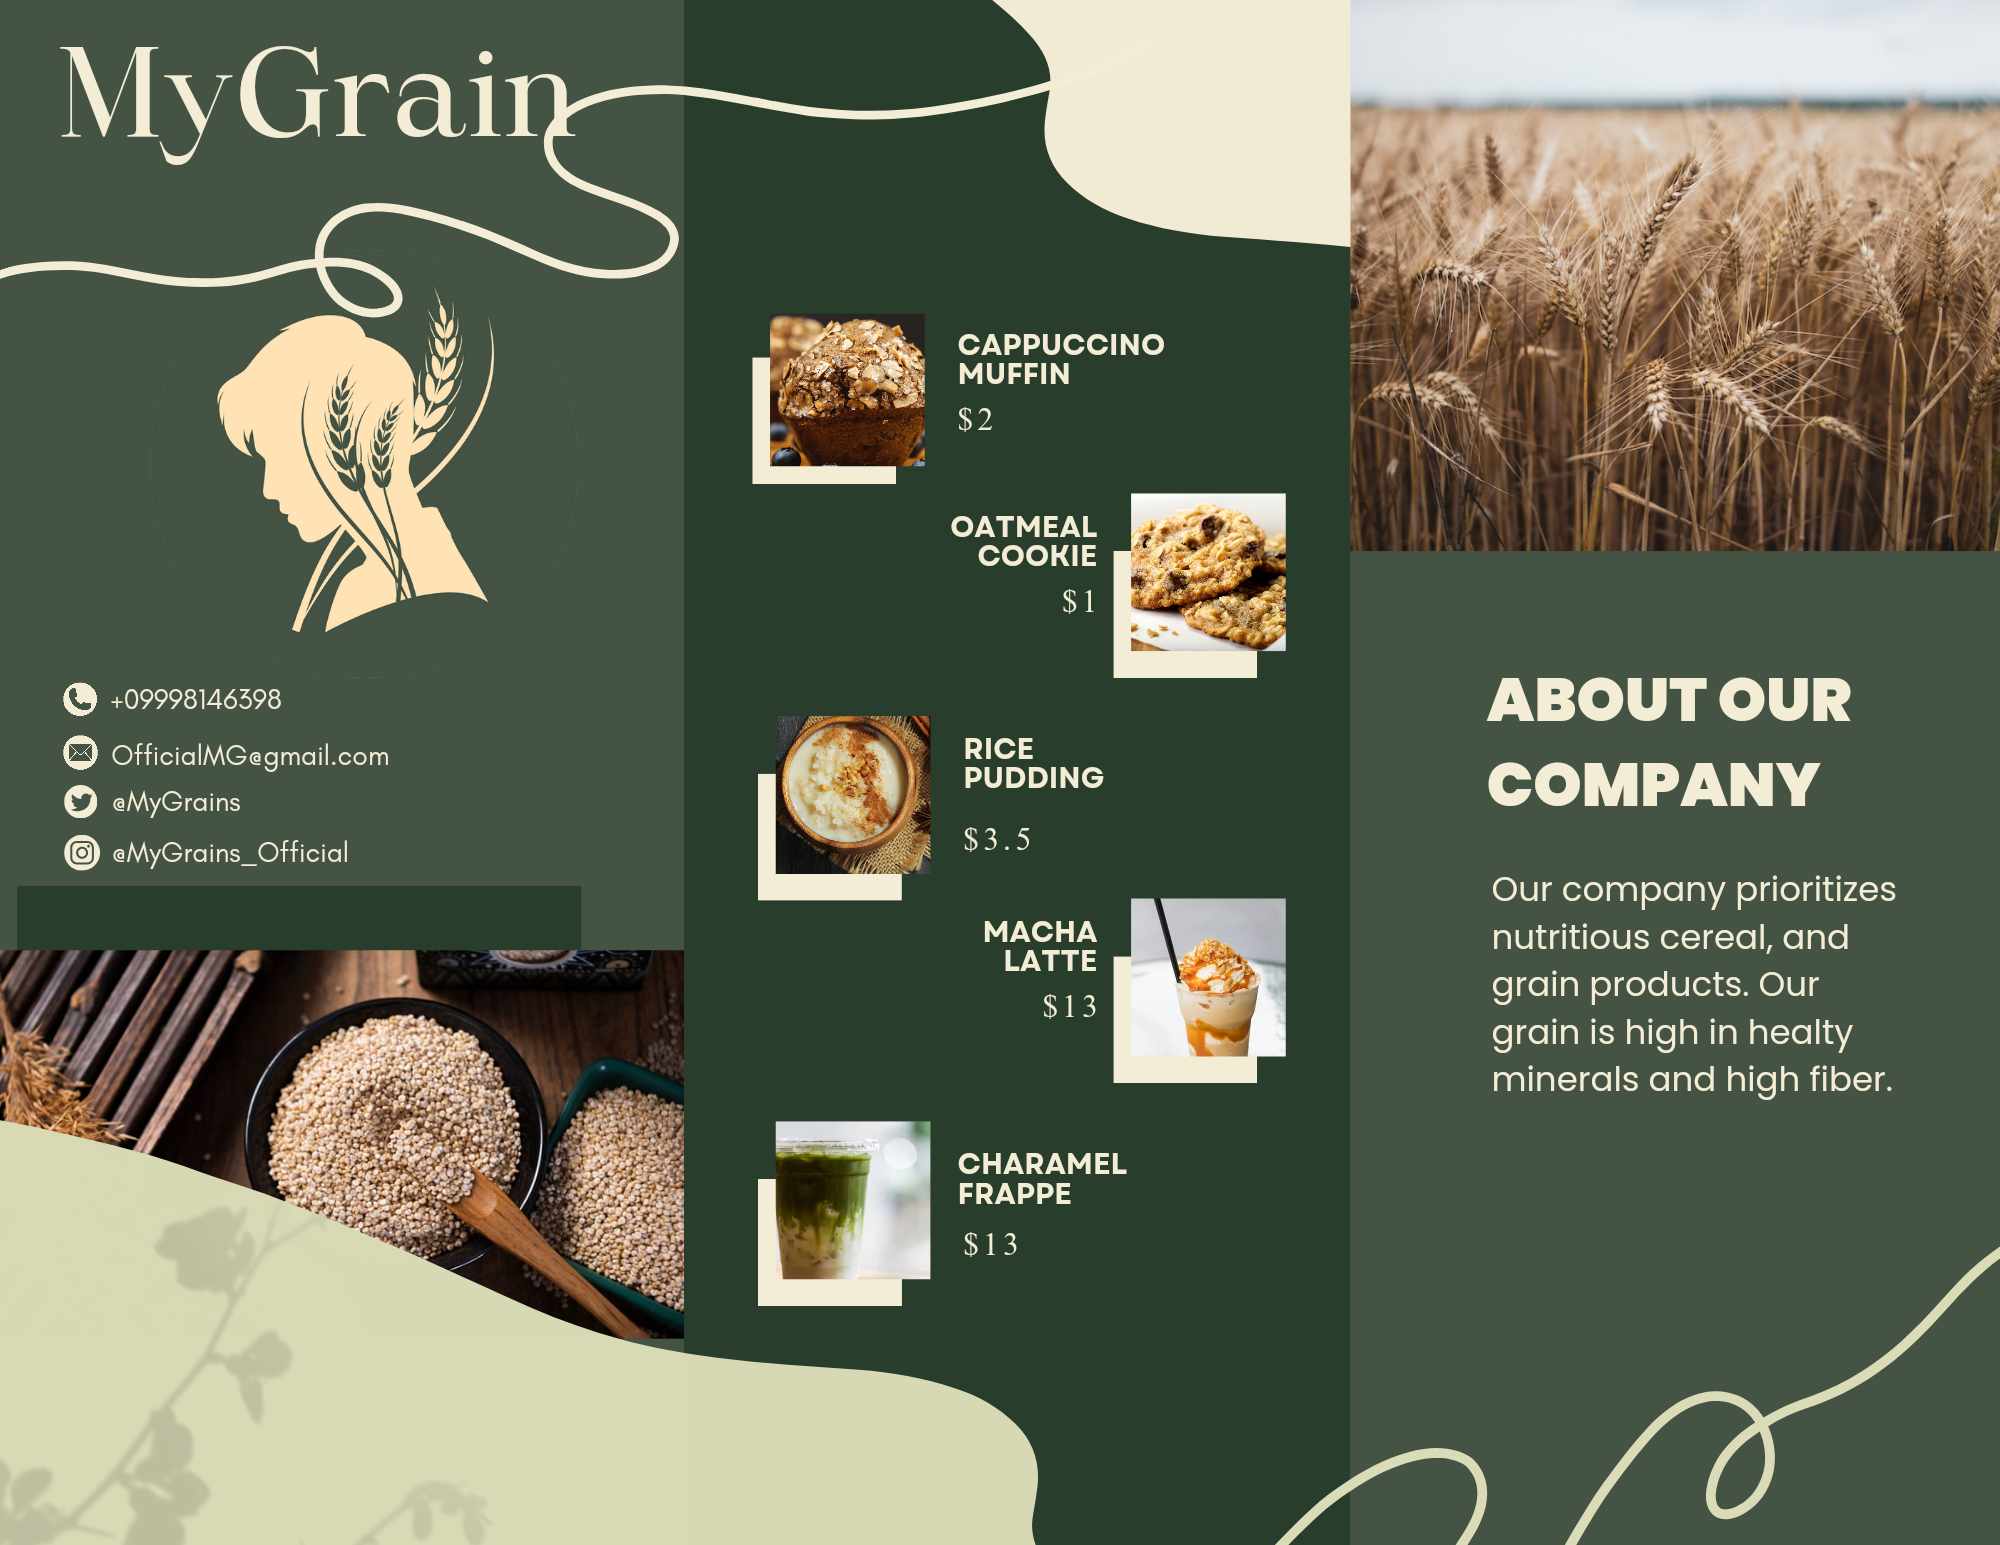 MyGrain
+09998146398
OfficialMG@gmail.com
@MyGrains
@MyGrains_Official
CAPPUCCINO
MUFFIN
$2
OATMEAL
COOKIE
$1
RICE
PUDDING
$3.5
MACHA
LATTE
$13
CHARAMEL
FRAPPE
$13
ABOUT OUR
COMPANY
Our company prioritizes
nutritious cereal, and
grain products. Our
grain is high in healty
minerals and high fiber.